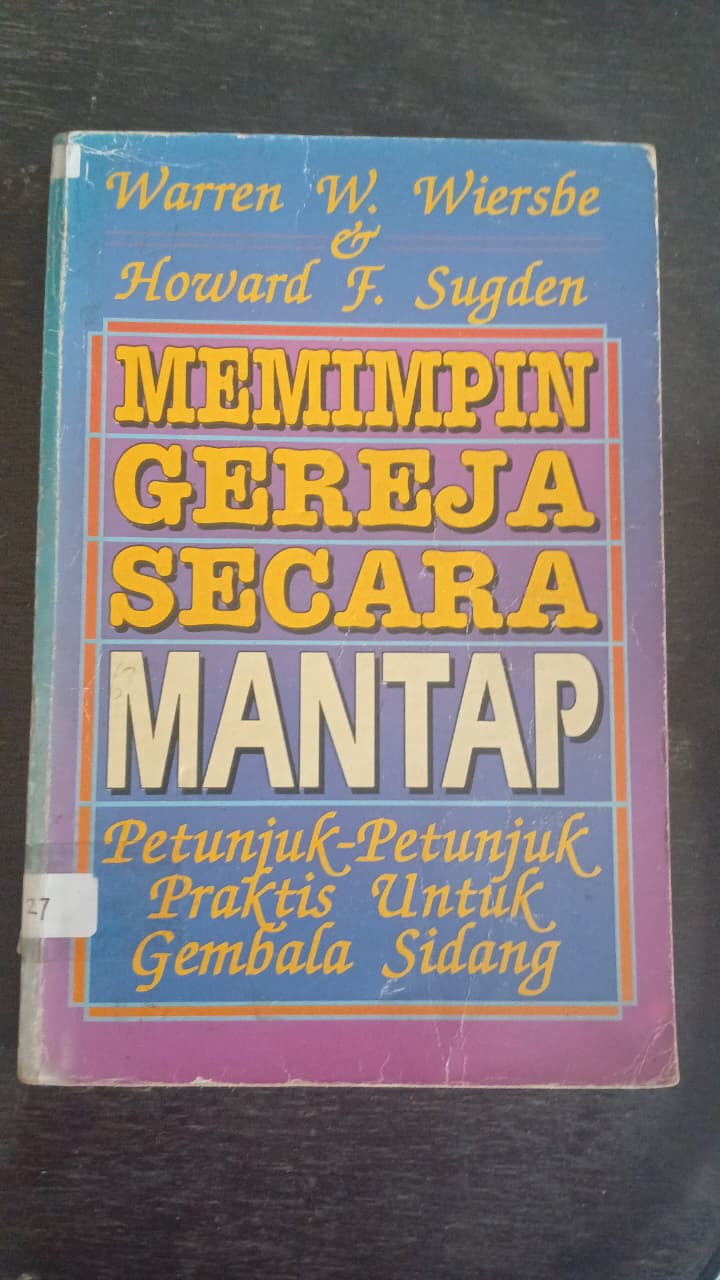 Warren W. Wiersbe
&
Howard F. Sugden
MEMIMPIN
GEREJA
SECARA
MANTAP
Petunjuk-Petunjuk
Praktis Untuk
Gembala Sidang
27